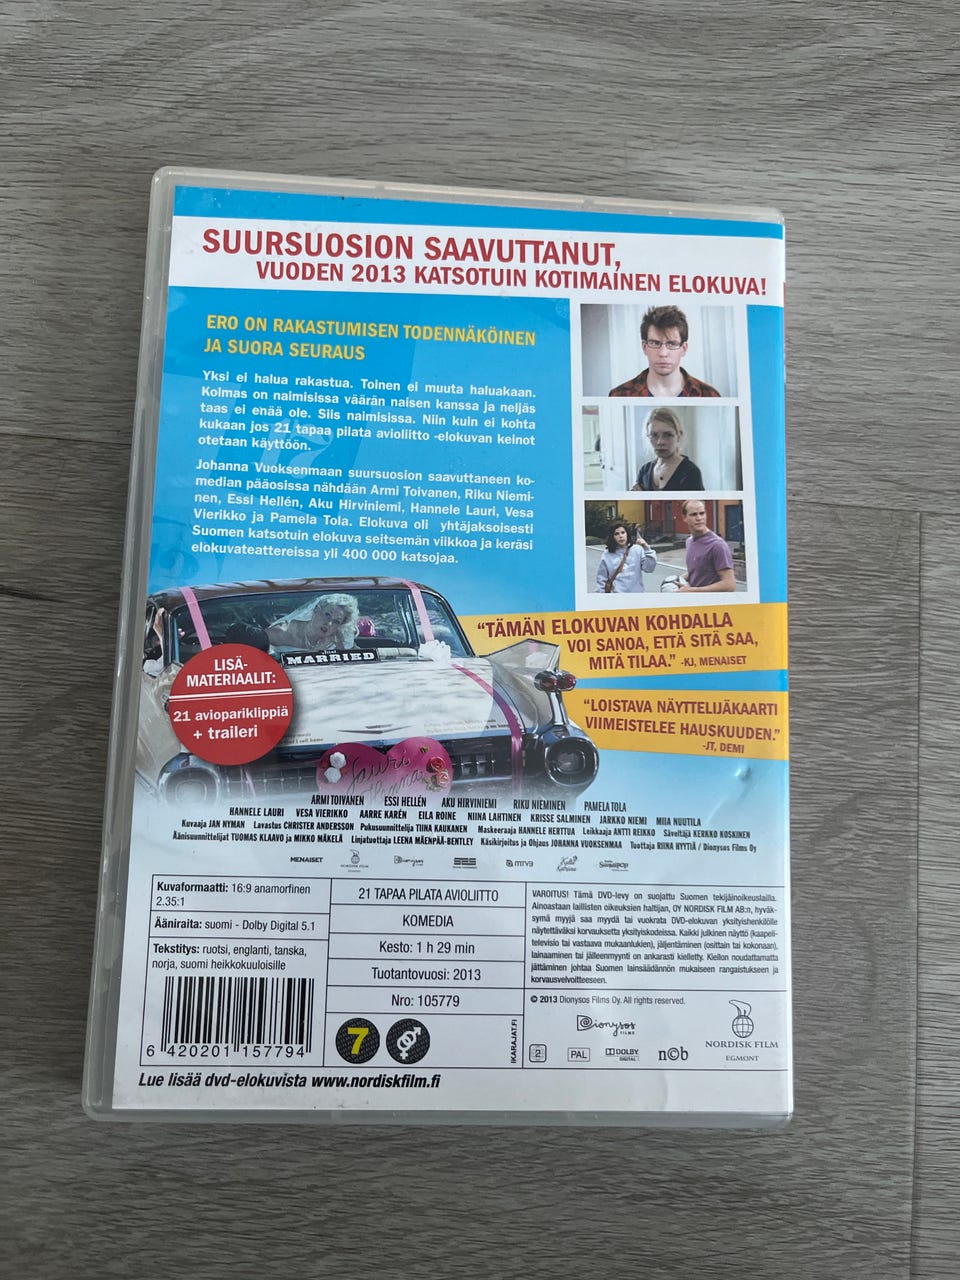 SUURSUOSION SAAVUTTANUT,
VUODEN 2013 KATSOTUIN KOTIMAINEN ELOKUVA!
ERO ON RAKASTUMISEN TODENNÄKÖINEN
JA SUORA SEURAUS
Yksi ei halua rakastua. Toinen ei muuta haluakaan.
Kolmas on naimisissa väärän naisen kanssa ja neljäs
taas ei enää ole. Siis naimisissa. Niin kuin ei kohta
kukaan jos 21 tapaa pilata avioliitto -elokuvan keinot
otetaan käyttöön.
Johanna Vuoksenmaan suursuosion saavuttaneen ko-
median pääosissa nähdään Armi Toivanen, Riku Niemi-
nen, Essi Hellén, Aku Hirviniemi, Hannele Lauri, Vesa
Vierikko ja Pamela Tola. Elokuva oli yhtäjaksoisesti
Suomen katsotuin elokuva seitsemän viikkoa ja keräsi
elokuvateattereissa yli 400 000 katsojaa.
"TÄMÄN ELOKUVAN KOHDALLA
VOI SANOA, ETTÄ SITÄ SAA,
MITÄ TILAA." -KJ, MENAISET
"LOISTAVA NÄYTTELIJÄKAARTI
VIIMEISTELEE HAUSKUUDEN."
-JT, DEMI
Just
MARRIED
LISÄ-
MATERIAALIT:
21 aviopariklippiä
+ traileri
ARMI TOIVANEN ESSI HELLÉN AKU HIRVINIEMI RIKU NIEMINEN PAMELA TOLA
HANNELE LAURI VESA VIERIKKO AARRE KARÉN EILA ROINE NIINA LAHTINEN KRISSE SALMINEN JARKKO NIEMI MIIA NUUTILA
Kuvaaja JAN NYMAN Lavastus CHRISTER ANDERSSON Pukusuunnittelija TIINA KAUKANEN Maskeeraaja HANNELE HERTTUA Leikkaaja ANTTI REIKKO Säveltäjä KERKKO KOSKINEN
Äänisuunnittelijat TUOMAS KLAAVO ja MIKKO MÄKELÄ Linjatuottaja LEENA MÄENPÄÄ-BENTLEY Käsikirjoitus ja Ohjaus JOHANNA VUOKSENMAA Tuottaja RIINA HYYTIÄ / Dionysos Films Oy
MENAISET Dionysos MTV3
Kuvaformaatti: 16:9 anamorfinen
2.35:1
Ääniraita: suomi - Dolby Digital 5.1
Tekstitys: ruotsi, englanti, tanska,
norja, suomi heikkokuuloisille
6 420201 157794
21 TAPAA PILATA AVIOLIITTO
KOMEDIA
Kesto: 1 h 29 min
Tuotantovuosi: 2013
Nro: 105779
7
IKARAJAT.FI
VAROITUS! Tämä DVD-levy on suojattu Suomen tekijäinoikeuslailla.
Ainoastaan laillisten oikeuksien haltijan, OY NORDISK FILM AB:n, hyväk-
symä myyjä saa myydä tai vuokrata DVD-elokuvan yksityishenkilölle
näytettäväksi korvauksetta yksityiskodeissa. Kaikki julkinen näyttö (kaapeli-
televisio tai vastaava mukaanlukien), jäljentäminen (osittain tai kokonaan),
lainaaminen tai jälleenmyynti on ankarasti kielletty. Kiellon noudattamatta
jättäminen johtaa Suomen lainsäädännön mukaiseen rangaistukseen ja
korvausvelvoitteeseen.
© 2013 Dionysos Films Oy. All rights reserved.
Dionysos
FILMS
NORDISK FILM
EGMONT
2 PAL DOLBY
DIGITAL
n©b
Lue lisää dvd-elokuvista www.nordiskfilm.fi